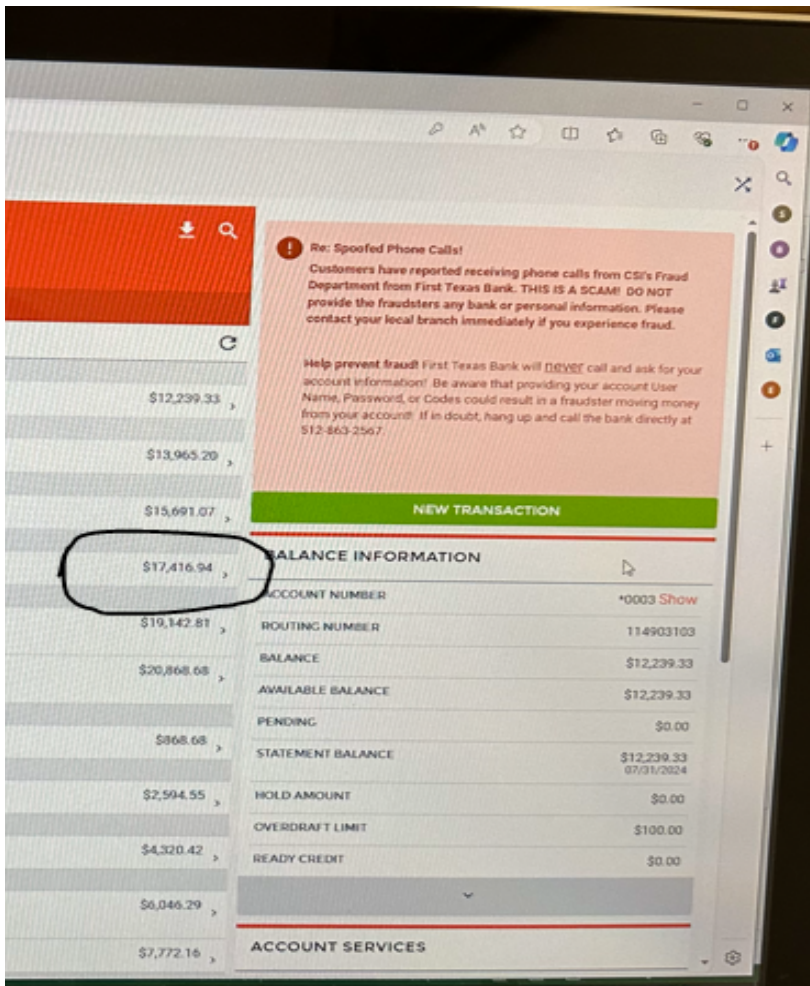 Re: Spoofed Phone Calls!
Customers have reported receiving phone calls from CSI's Fraud
Department from First Texas Bank. THIS IS A SCAM! DO NOT
provide the fraudsters any bank or personal information. Please
contact your local branch immediately if you experience fraud.
Help prevent fraud! First Texas Bank will never call and ask for your
account information! Be aware that providing your account User
Name, Password, or Codes could result in a fraudster moving money
from your account! If in doubt, hang up and call the bank directly at
512-863-2567.
$12,239.33
$13,965.20
$15,691.07
$17,416.94
$19,142.81
$20,868.68
$868.68
$2,594.55
$4,320.42
$6,046.29
$7,772.16
NEW TRANSACTION
BALANCE INFORMATION
ACCOUNT NUMBER *0003 Show
ROUTING NUMBER 114903103
BALANCE $12,239.33
AVAILABLE BALANCE $12,239.33
PENDING $0.00
STATEMENT BALANCE $12,239.33
07/31/2024
HOLD AMOUNT $0.00
OVERDRAFT LIMIT $100.00
READY CREDIT $0.00
ACCOUNT SERVICES